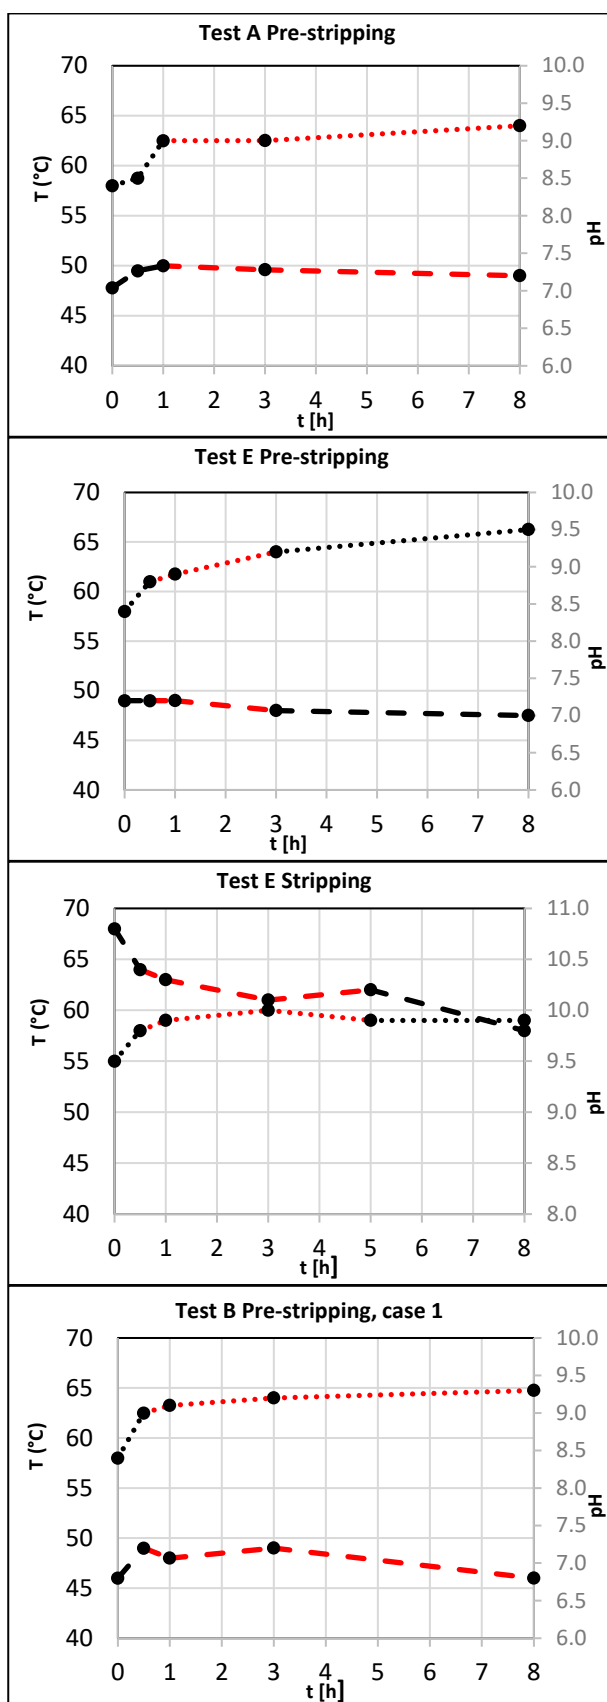 Test A Pre-stripping
70 10.0
65 9.5
60 9.0
55 8.5
50 8.0
45 7.5
40 7.0
6.5
6.0
T (°C)
pH
0 1 2 3 4 5 6 7 8
t [h]
Test E Pre-stripping
70 10.0
65 9.5
60 9.0
55 8.5
50 8.0
45 7.5
40 7.0
6.5
6.0
T (°C)
pH
0 1 2 3 4 5 6 7 8
t [h]
Test E Stripping
70 11.0
65 10.5
60 10.0
55 9.5
50 9.0
45 8.5
40 8.0
T (°C)
pH
0 1 2 3 4 5 6 7 8
t [h]
Test B Pre-stripping, case 1
70 10.0
65 9.5
60 9.0
55 8.5
50 8.0
45 7.5
40 7.0
6.5
6.0
T (°C)
pH
0 1 2 3 4 5 6 7 8
t [h]